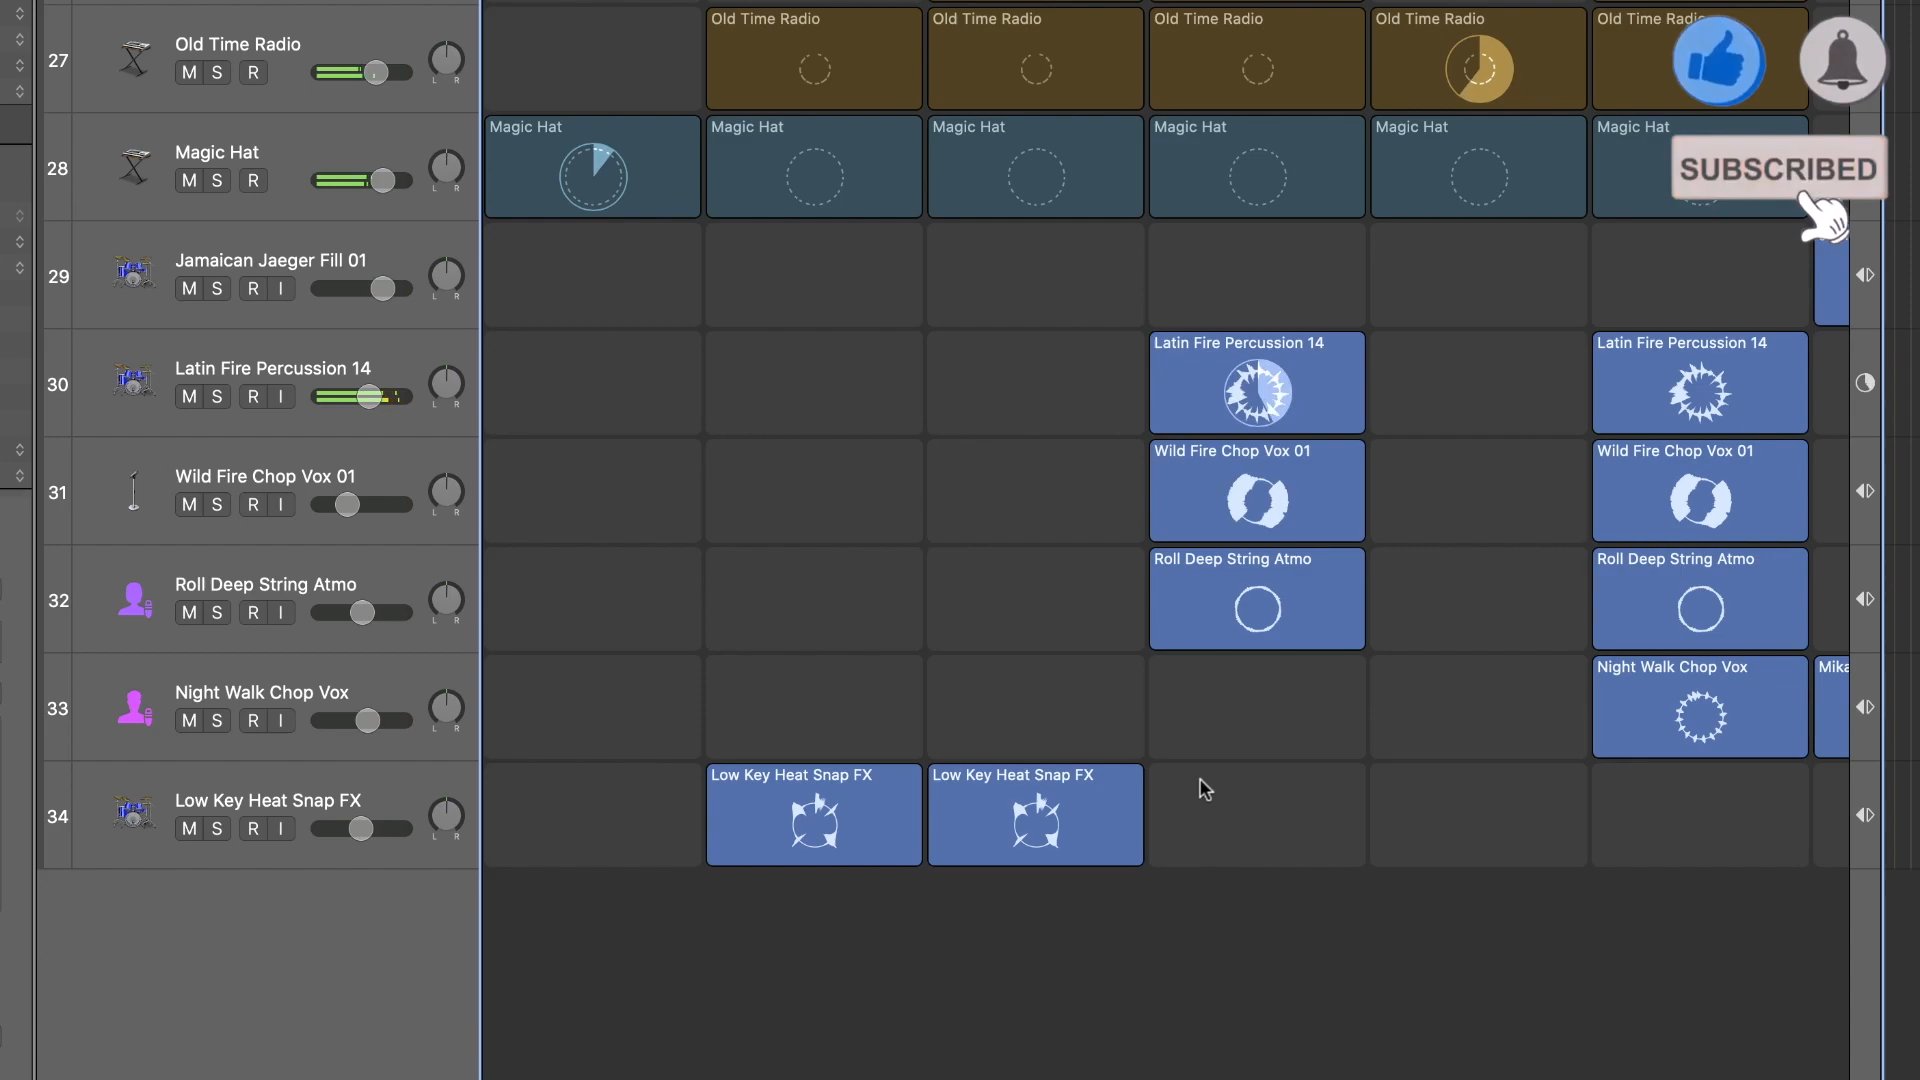 Old Time Radio
Old Time Radio
Old Time Radio
Old Time Radio
Old Time Radio
27
Old Time Radio
M S R
L R
Magic Hat
Magic Hat
Magic Hat
Magic Hat
Magic Hat
Magic Hat
28
Magic Hat
M S R
L R
SUBSCRIBED
29
Jamaican Jaeger Fill 01
M S R I
L R
30
Latin Fire Percussion 14
M S R I
L R
Latin Fire Percussion 14
Latin Fire Percussion 14
31
Wild Fire Chop Vox 01
M S R I
L R
Wild Fire Chop Vox 01
Wild Fire Chop Vox 01
32
Roll Deep String Atmo
M S R I
L R
Roll Deep String Atmo
Roll Deep String Atmo
33
Night Walk Chop Vox
M S R I
L R
Night Walk Chop Vox
Mika
34
Low Key Heat Snap FX
M S R I
L R
Low Key Heat Snap FX
Low Key Heat Snap FX